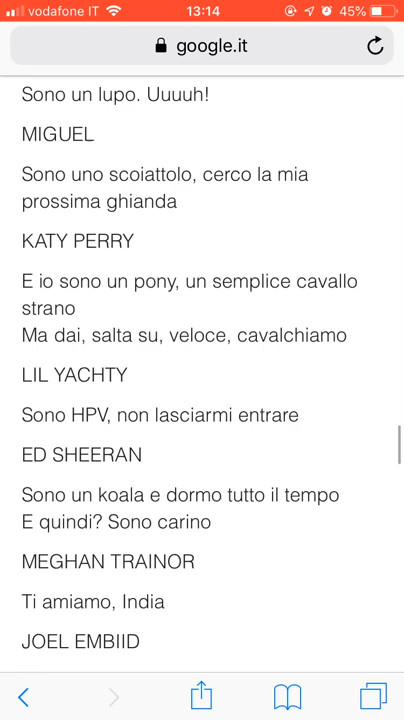 vodafone IT 13:14 45%
google.it
Sono un lupo. Uuuuh!
MIGUEL
Sono uno scoiattolo, cerco la mia
prossima ghianda
KATY PERRY
E io sono un pony, un semplice cavallo
strano
Ma dai, salta su, veloce, cavalchiamo
LIL YACHTY
Sono HPV, non lasciarmi entrare
ED SHEERAN
Sono un koala e dormo tutto il tempo
E quindi? Sono carino
MEGHAN TRAINOR
Ti amiamo, India
JOEL EMBIID